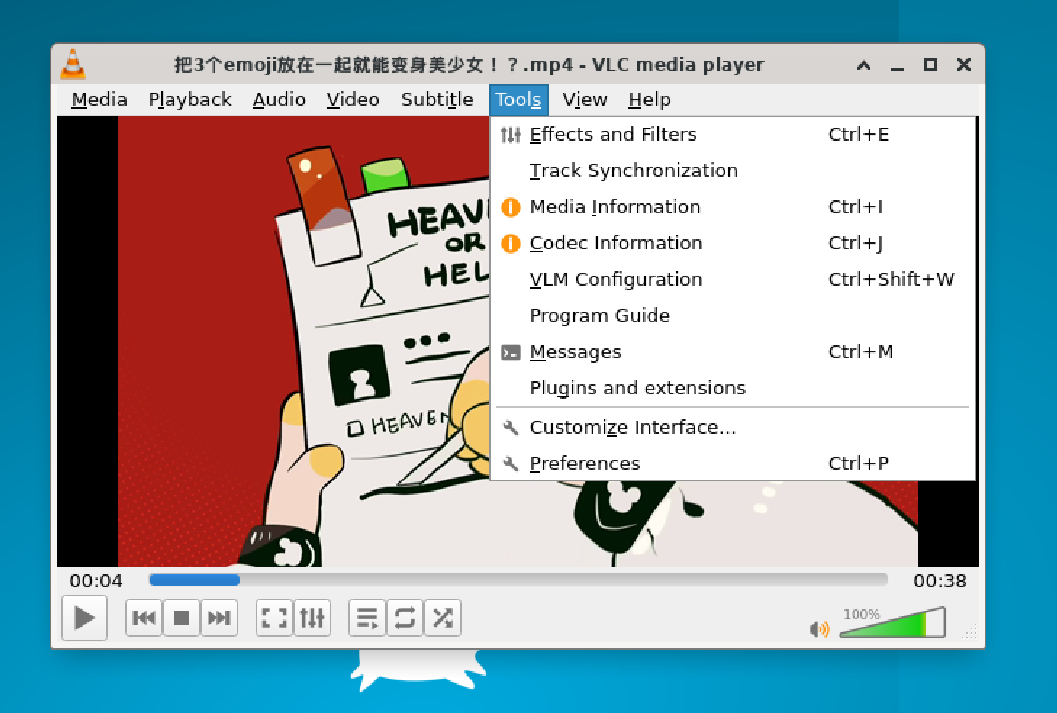 把3个emoji放在一起就能变身美少女！？.mp4 - VLC media player
Media Playback Audio Video Subtitle Tools View Help
Effects and Filters Ctrl+E
Track Synchronization
Media Information Ctrl+I
Codec Information Ctrl+J
VLM Configuration Ctrl+Shift+W
Program Guide
Messages Ctrl+M
Plugins and extensions
Customize Interface...
Preferences Ctrl+P
OR
HEAVEN
00:04 00:38
100%